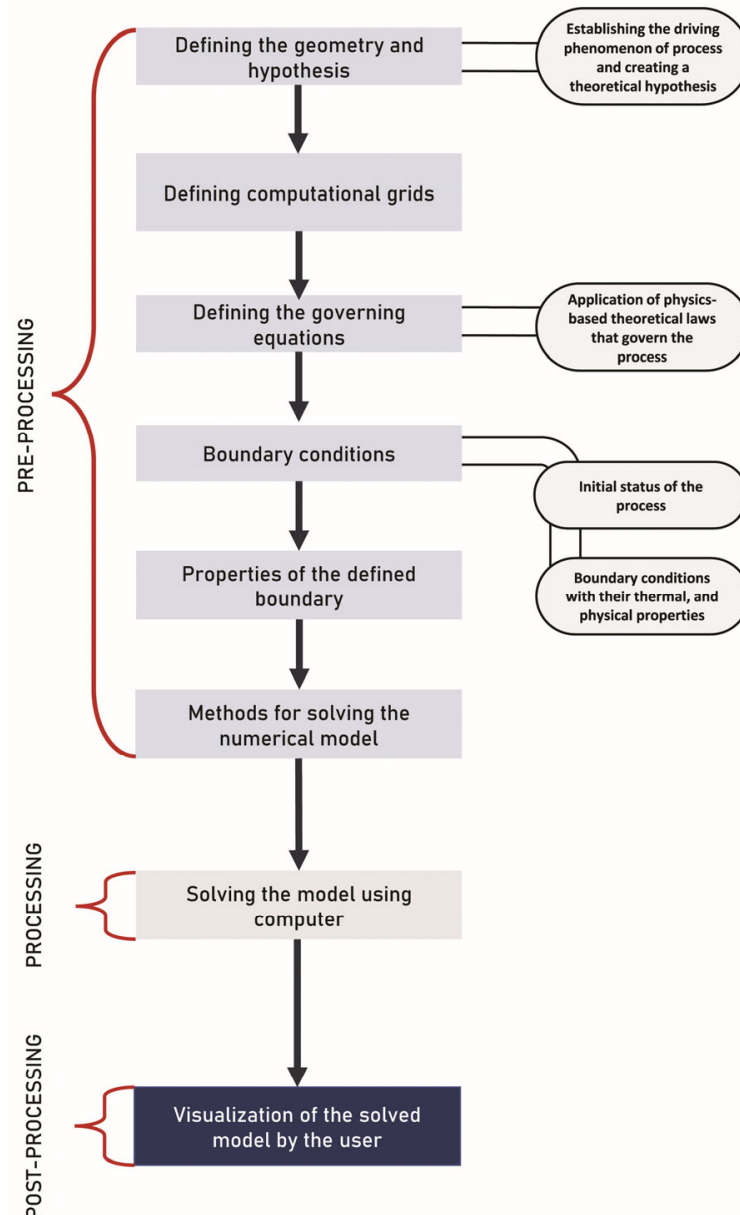 Defining the geometry and
hypothesis
Establishing the driving
phenomenon of process
and creating a
theoretical hypothesis
Defining computational grids
Defining the governing
equations
Application of physics-
based theoretical laws
that govern the
process
PRE-PROCESSING
Boundary conditions
Initial status of the
process
Properties of the defined
boundary
Boundary conditions
with their thermal, and
physical properties
Methods for solving the
numerical model
PROCESSING
Solving the model using
computer
POST-PROCESSING
Visualization of the solved
model by the user